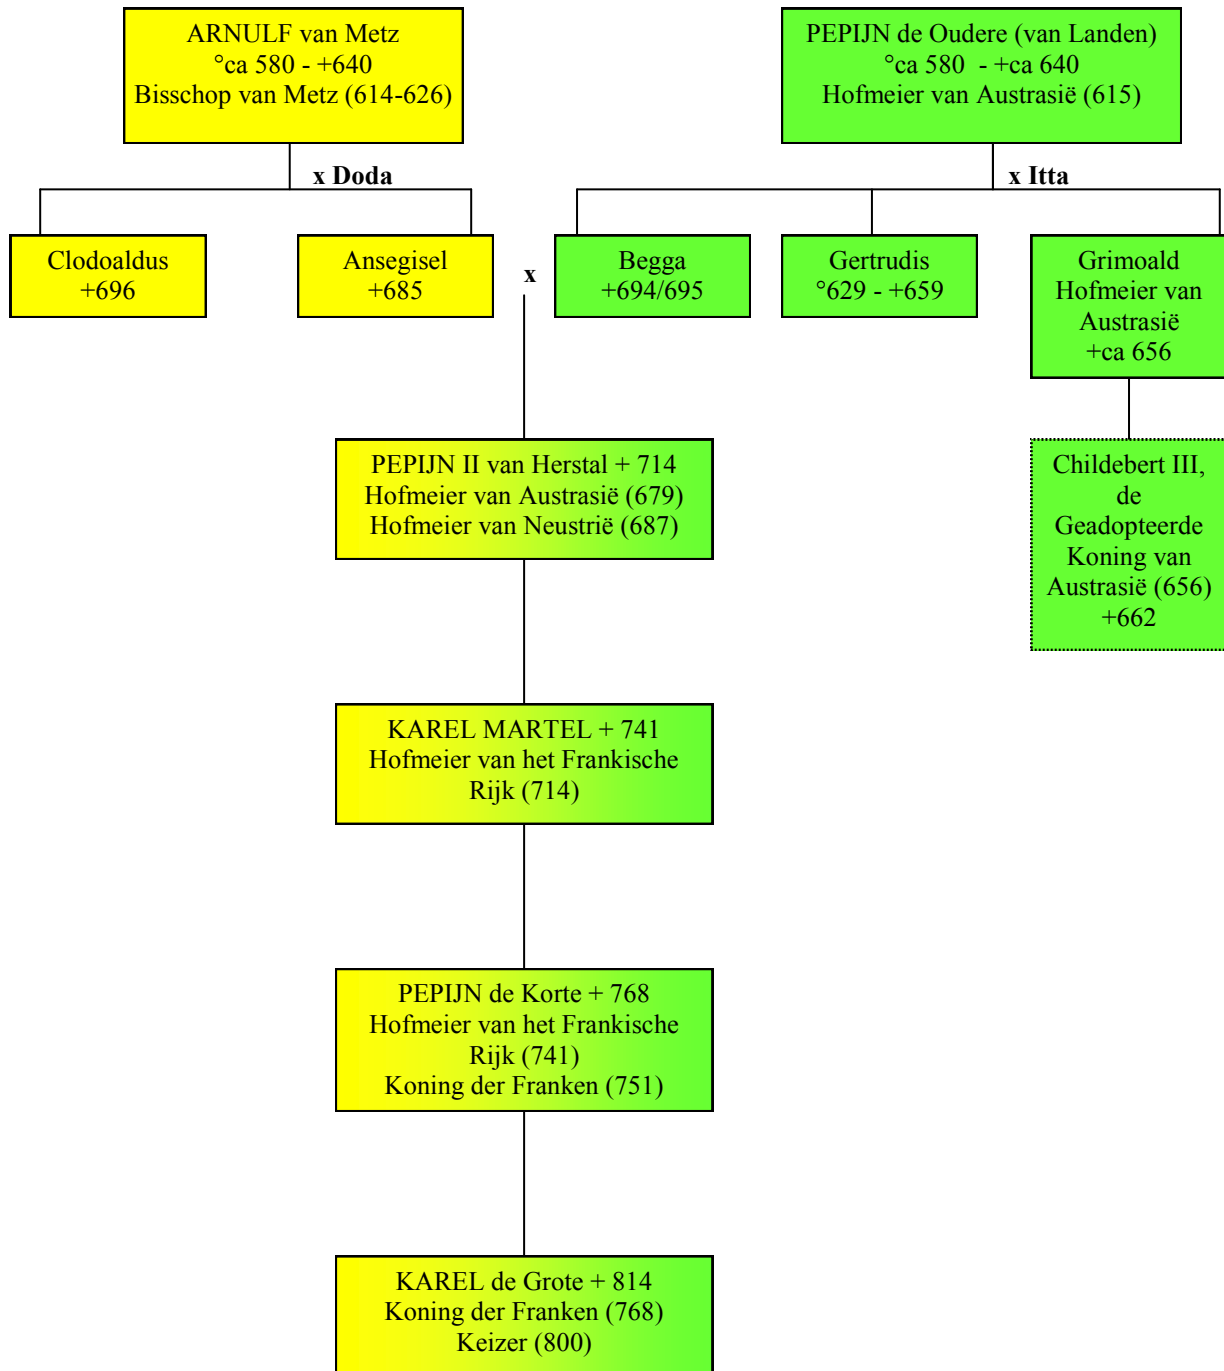 ARNULF van Metz
°ca 580 - +640
Bisschop van Metz (614-626)
PEPIJN de Oudere (van Landen)
°ca 580 - +ca 640
Hofmeier van Austrasië (615)
x Doda
x Itta
Clodoaldus
+696
Ansegisel
+685
x
Begga
+694/695
Gertrudis
°629 - +659
Grimoald
Hofmeier van
Austrasië
+ca 656
PEPIJN II van Herstal + 714
Hofmeier van Austrasië (679)
Hofmeier van Neustrië (687)
Childebert III,
de
Geadopteerde
Koning van
Austrasië (656)
+662
KAREL MARTEL + 741
Hofmeier van het Frankische
Rijk (714)
PEPIJN de Korte + 768
Hofmeier van het Frankische
Rijk (741)
Koning der Franken (751)
KAREL de Grote + 814
Koning der Franken (768)
Keizer (800)